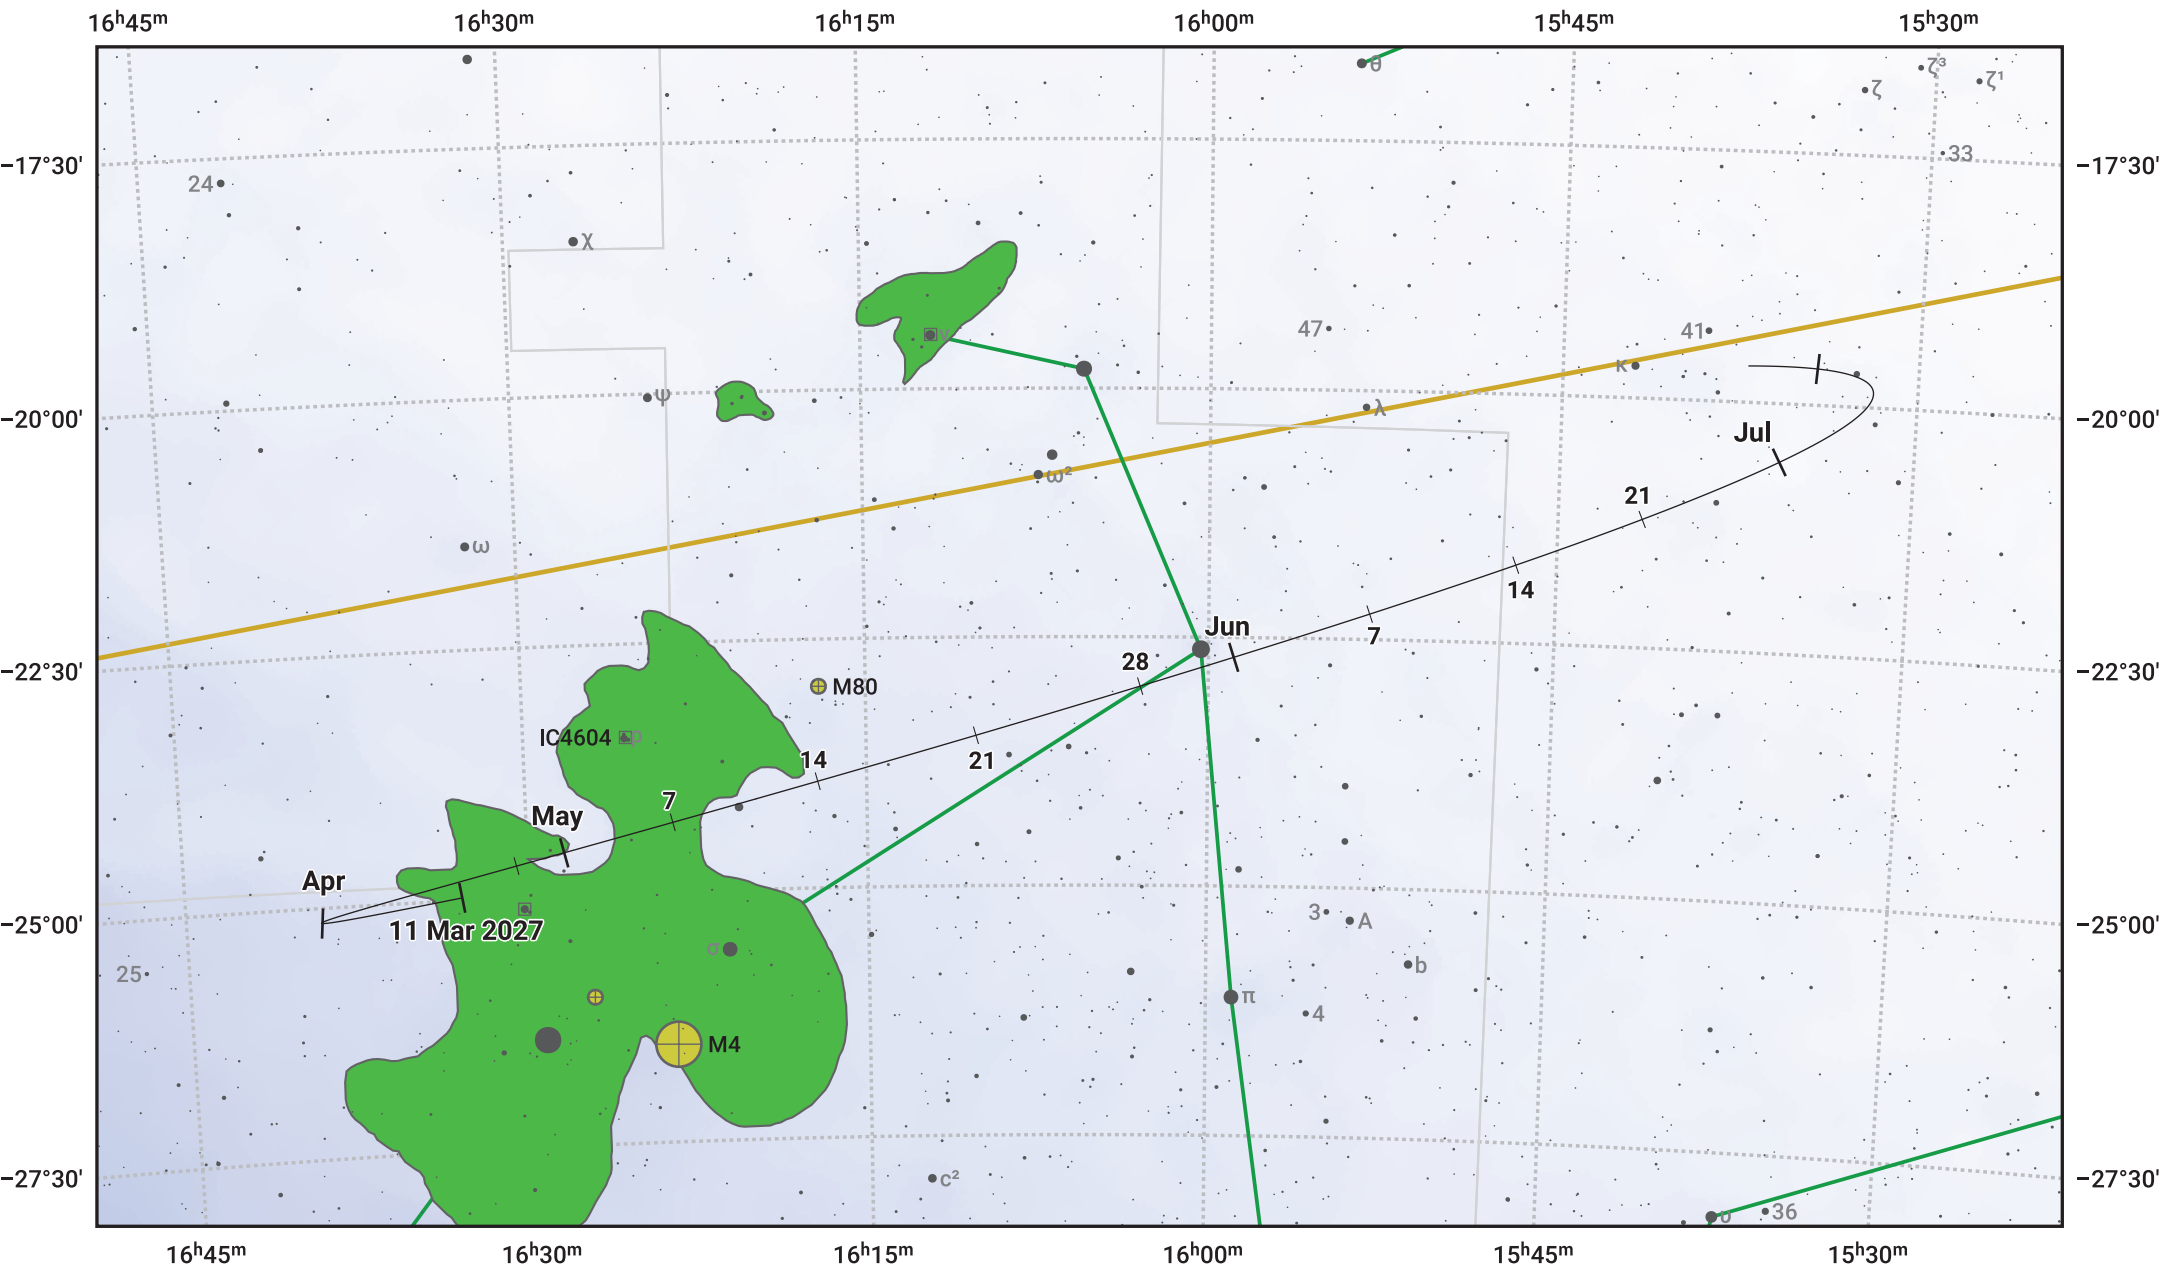 16ʰ45ᵐ 16ʰ30ᵐ 16ʰ15ᵐ 16ʰ00ᵐ 15ʰ45ᵐ 15ʰ30ᵐ
θ
ζ³
ζ¹
ζ
−17°30' −17°30'
33
24
χ
47
41
ν
κ
ψ
λ
−20°00' −20°00'
Jul
ω²
21
ω
14
Jun
7
28
−22°30' −22°30'
M80
IC4604
ρ
14
21
7
May
Apr
3
A
−25°00' −25°00'
11 Mar 2027
σ
b
25
π
4
M4
−27°30' −27°30'
c²
υ
36
16ʰ45ᵐ 16ʰ30ᵐ 16ʰ15ᵐ 16ʰ00ᵐ 15ʰ45ᵐ 15ʰ30ᵐ